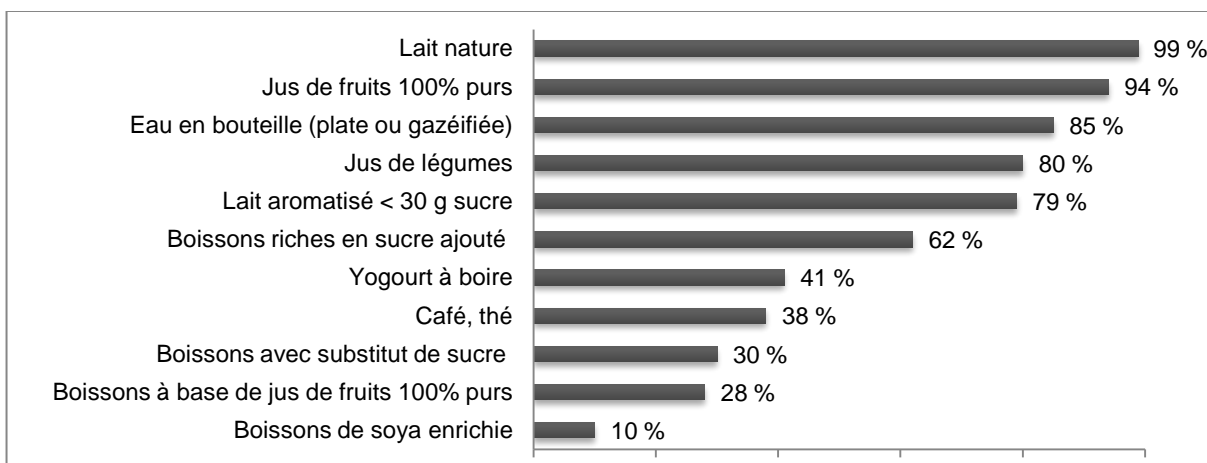 Lait nature 99 %
Jus de fruits 100% purs 94 %
Eau en bouteille (plate ou gazéifiée) 85 %
Jus de légumes 80 %
Lait aromatisé < 30 g sucre 79 %
Boissons riches en sucre ajouté 62 %
Yogourt à boire 41 %
Café, thé 38 %
Boissons avec substitut de sucre 30 %
Boissons à base de jus de fruits 100% purs 28 %
Boissons de soya enrichie 10 %